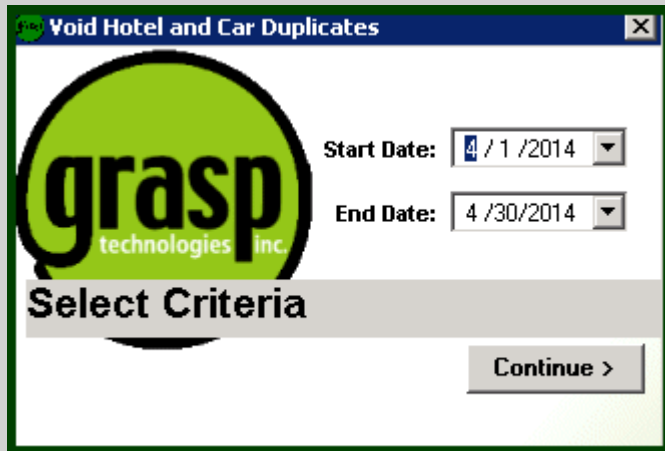 Void Hotel and Car Duplicates
Start Date: 4 / 1 /2014
End Date: 4 /30/2014
grasp
technologies inc.
Select Criteria
Continue >